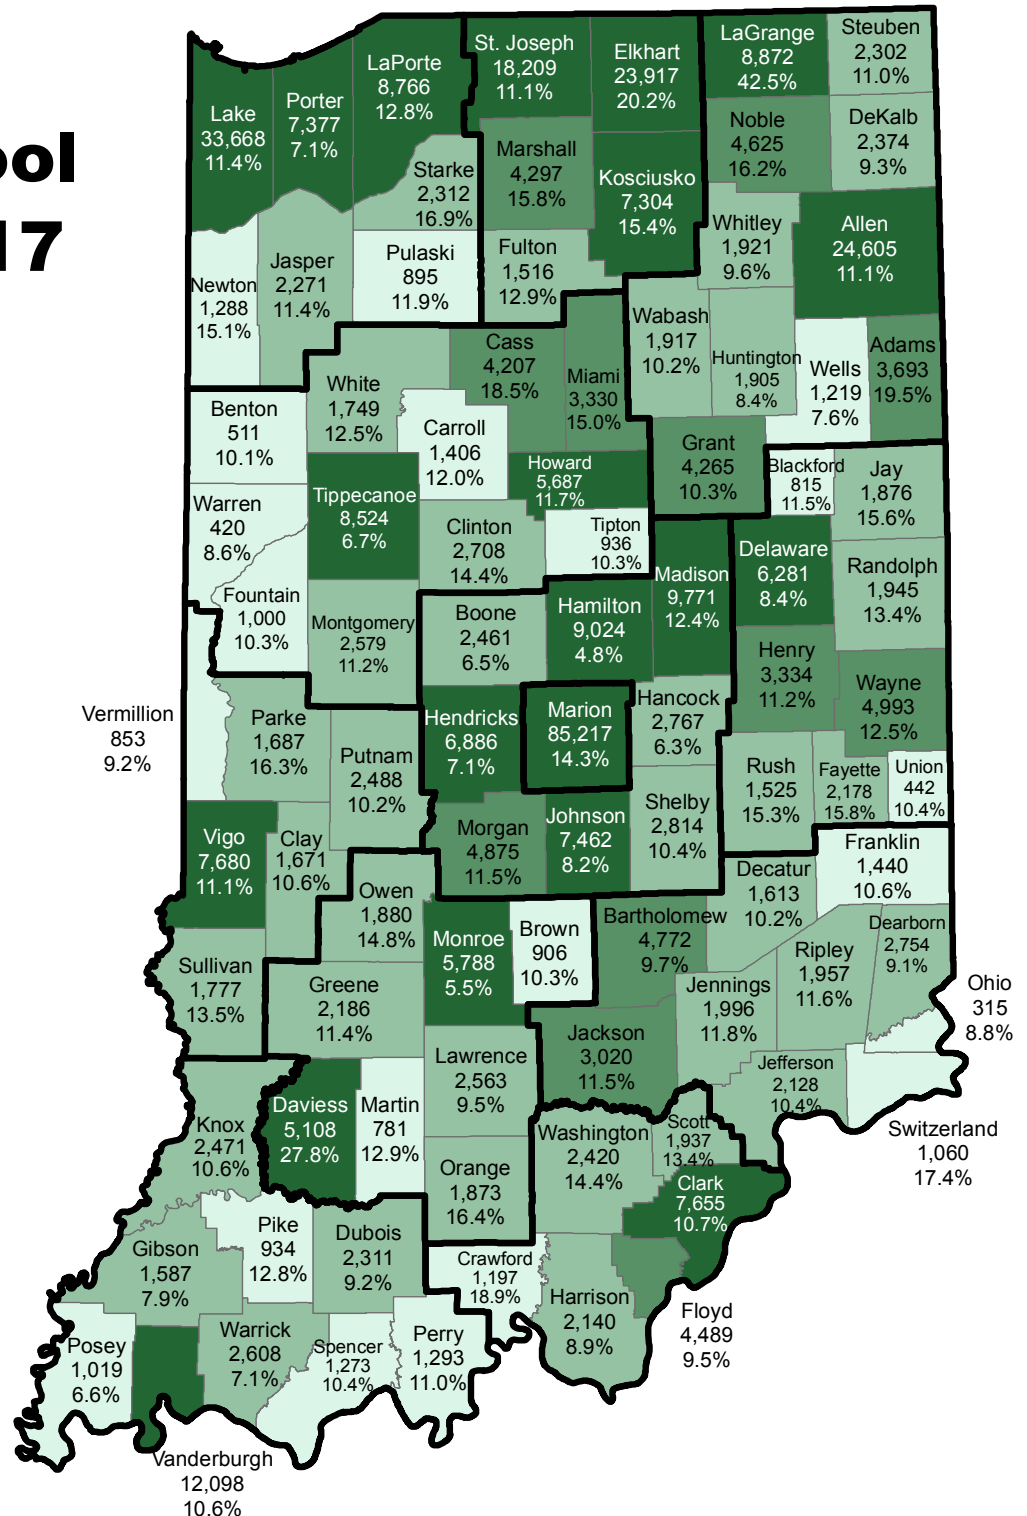 ool
17
Lake
33,668
11.4%
Porter
7,377
7.1%
LaPorte
8,766
12.8%
St. Joseph
18,209
11.1%
Elkhart
23,917
20.2%
LaGrange
8,872
42.5%
Steuben
2,302
11.0%
Noble
4,625
16.2%
DeKalb
2,374
9.3%
Starke
2,312
16.9%
Marshall
4,297
15.8%
Kosciusko
7,304
15.4%
Whitley
1,921
9.6%
Allen
24,605
11.1%
Newton
1,288
15.1%
Jasper
2,271
11.4%
Pulaski
895
11.9%
Fulton
1,516
12.9%
Wabash
1,917
10.2%
Huntington
1,905
8.4%
Wells
1,219
7.6%
Adams
3,693
19.5%
Cass
4,207
18.5%
Miami
3,330
15.0%
White
1,749
12.5%
Benton
511
10.1%
Carroll
1,406
12.0%
Grant
4,265
10.3%
Blackford
815
11.5%
Jay
1,876
15.6%
Howard
5,687
11.7%
Warren
420
8.6%
Tippecanoe
8,524
6.7%
Clinton
2,708
14.4%
Tipton
936
10.3%
Delaware
6,281
8.4%
Randolph
1,945
13.4%
Madison
9,771
12.4%
Fountain
1,000
10.3%
Montgomery
2,579
11.2%
Boone
2,461
6.5%
Hamilton
9,024
4.8%
Henry
3,334
11.2%
Wayne
4,993
12.5%
Vermillion
853
9.2%
Parke
1,687
16.3%
Putnam
2,488
10.2%
Hendricks
6,886
7.1%
Marion
85,217
14.3%
Hancock
2,767
6.3%
Rush
1,525
15.3%
Fayette
2,178
15.8%
Union
442
10.4%
Vigo
7,680
11.1%
Clay
1,671
10.6%
Morgan
4,875
11.5%
Johnson
7,462
8.2%
Shelby
2,814
10.4%
Franklin
1,440
10.6%
Decatur
1,613
10.2%
Owen
1,880
14.8%
Monroe
5,788
5.5%
Brown
906
10.3%
Bartholomew
4,772
9.7%
Dearborn
2,754
9.1%
Ripley
1,957
11.6%
Sullivan
1,777
13.5%
Greene
2,186
11.4%
Jennings
1,996
11.8%
Ohio
315
8.8%
Jackson
3,020
11.5%
Lawrence
2,563
9.5%
Jefferson
2,128
10.4%
Switzerland
1,060
17.4%
Knox
2,471
10.6%
Daviess
5,108
27.8%
Martin
781
12.9%
Washington
2,420
14.4%
Scott
1,937
13.4%
Orange
1,873
16.4%
Clark
7,655
10.7%
Gibson
1,587
7.9%
Pike
934
12.8%
Dubois
2,311
9.2%
Crawford
1,197
18.9%
Harrison
2,140
8.9%
Floyd
4,489
9.5%
Posey
1,019
6.6%
Warrick
2,608
7.1%
Spencer
1,273
10.4%
Perry
1,293
11.0%
Vanderburgh
12,098
10.6%